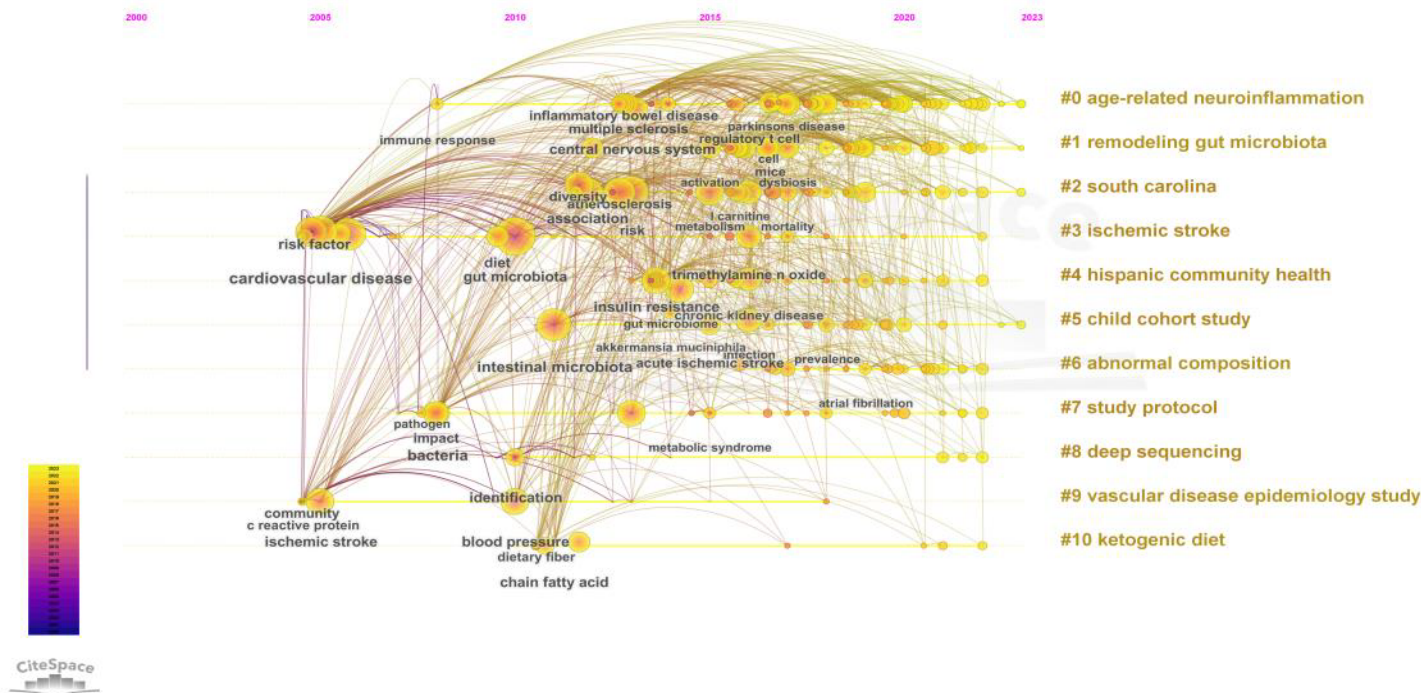 2000 2005 2010 2015 2020 2023
#0 age-related neuroinflammation
inflammatory bowel disease
multiple sclerosis
parkinsons disease
immune response
regulatory t cell
#1 remodeling gut microbiota
central nervous system
cell
mice
activation
dysbiosis
#2 south carolina
diversity
atherosclerosis
association
l carnitine
risk
metabolism
mortality
#3 ischemic stroke
risk factor
diet
cardiovascular disease
gut microbiota
trimethylamine n oxide
#4 hispanic community health
insulin resistance
chronic kidney disease
gut microbiome
#5 child cohort study
akkermansia muciniphila
infection
intestinal microbiota
acute ischemic stroke
prevalence
#6 abnormal composition
atrial fibrillation
#7 study protocol
pathogen
impact
bacteria
metabolic syndrome
#8 deep sequencing
identification
#9 vascular disease epidemiology study
community
c reactive protein
ischemic stroke
blood pressure
dietary fiber
#10 ketogenic diet
chain fatty acid
CiteSpace